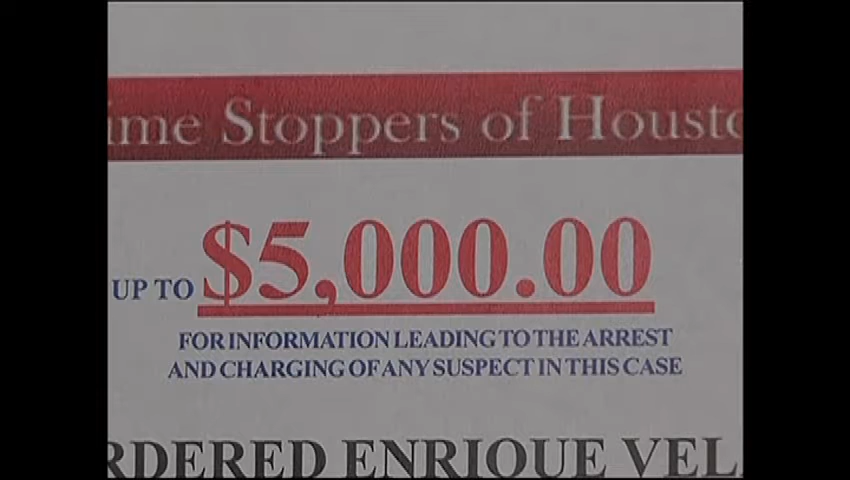 ime Stoppers of Housto
UP TO $5,000.00
FOR INFORMATION LEADING TO THE ARREST
AND CHARGING OF ANY SUSPECT IN THIS CASE
RDERED ENRIQUE VEL